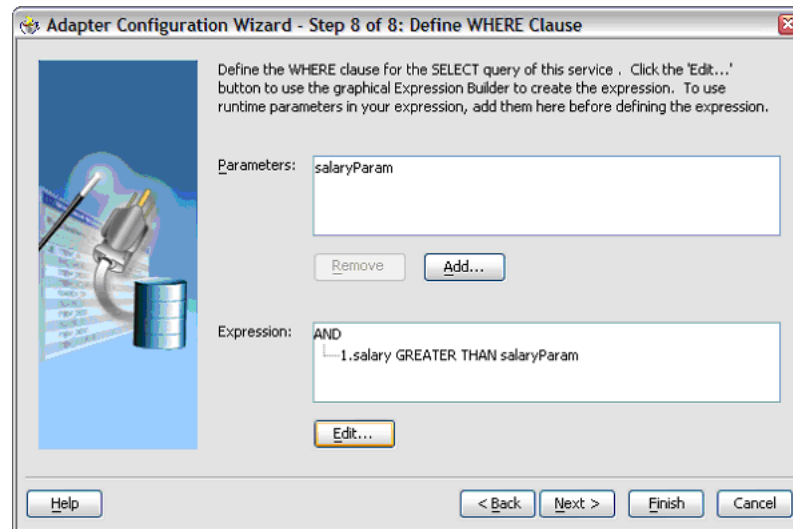 Adapter Configuration Wizard - Step 8 of 8: Define WHERE Clause
Define the WHERE clause for the SELECT query of this service .  Click the 'Edit...'
button to use the graphical Expression Builder to create the expression.  To use
runtime parameters in your expression, add them here before defining the expression.
Parameters:
salaryParam
Remove
Add...
Expression:
AND
1.salary GREATER THAN salaryParam
Edit...
Help
< Back
Next >
Finish
Cancel